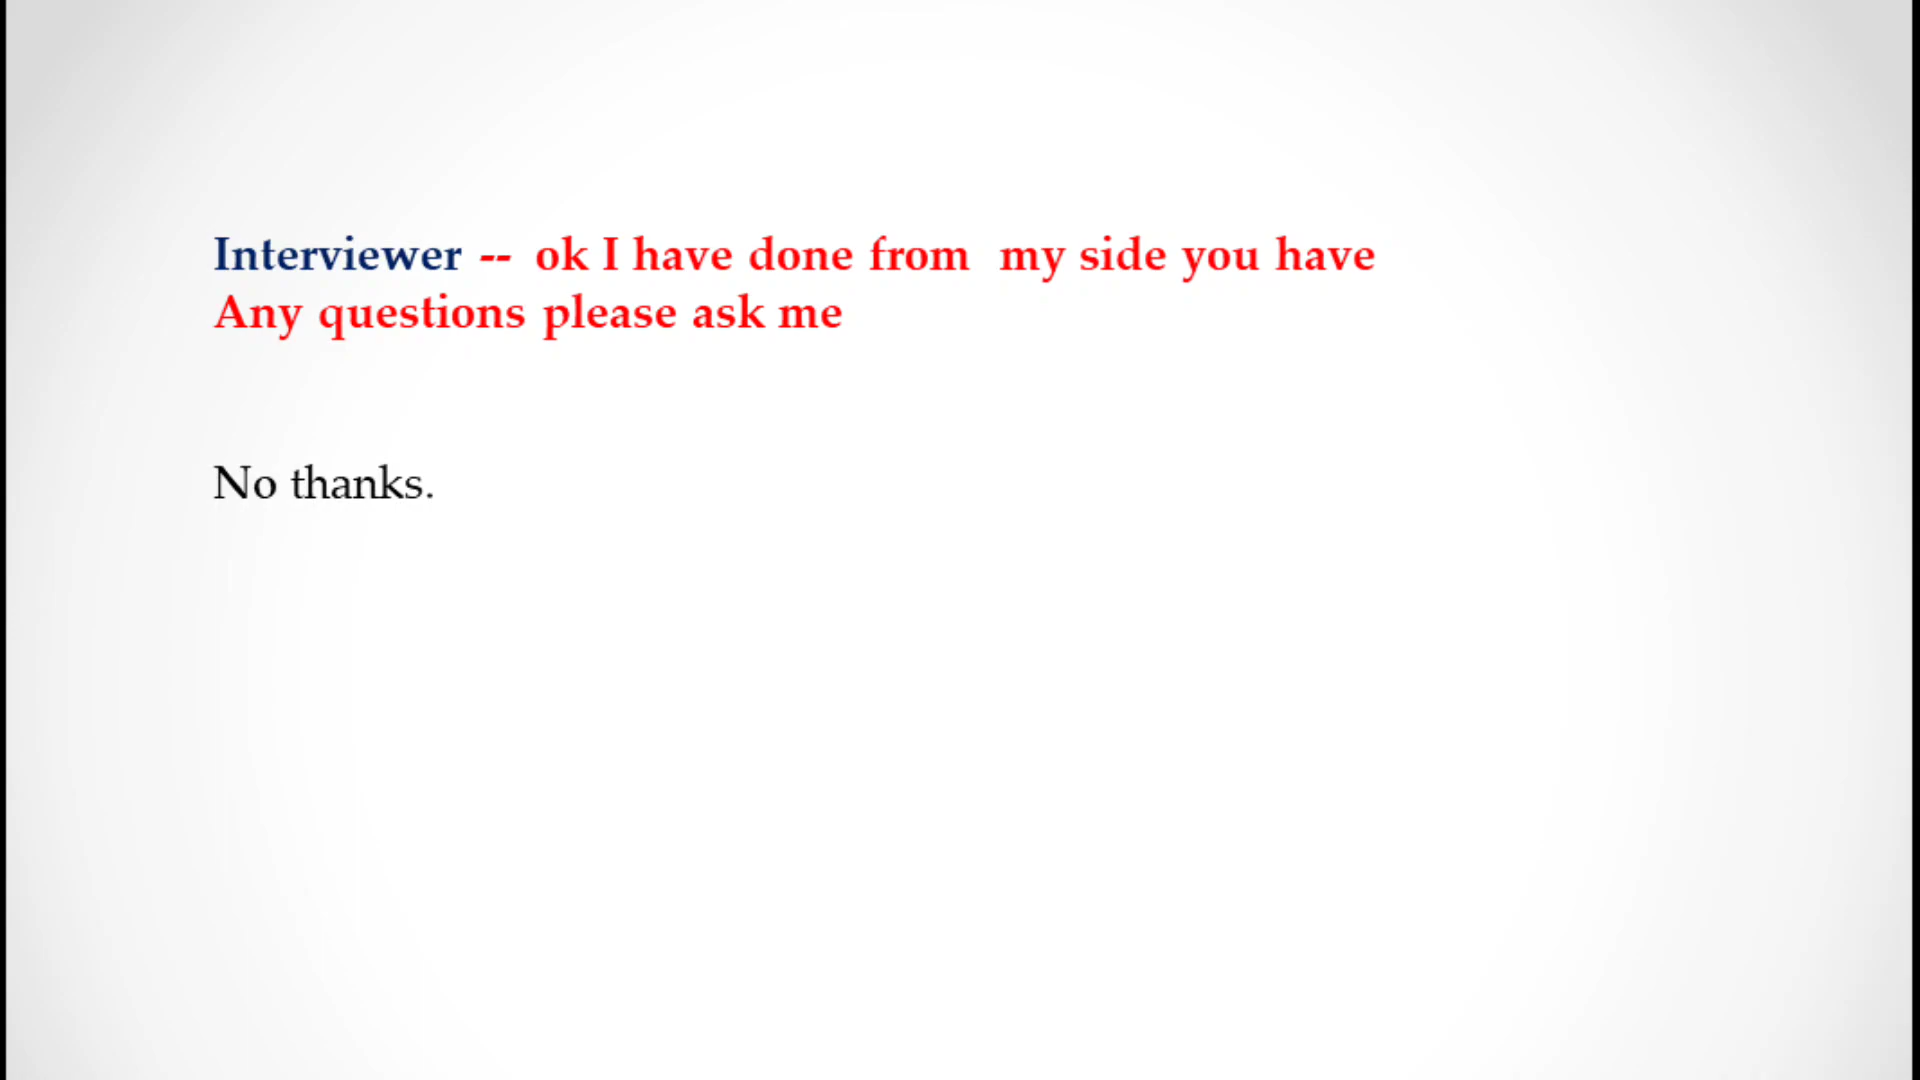 Interviewer -- ok I have done from  my side you have
Any questions please ask me
No thanks.